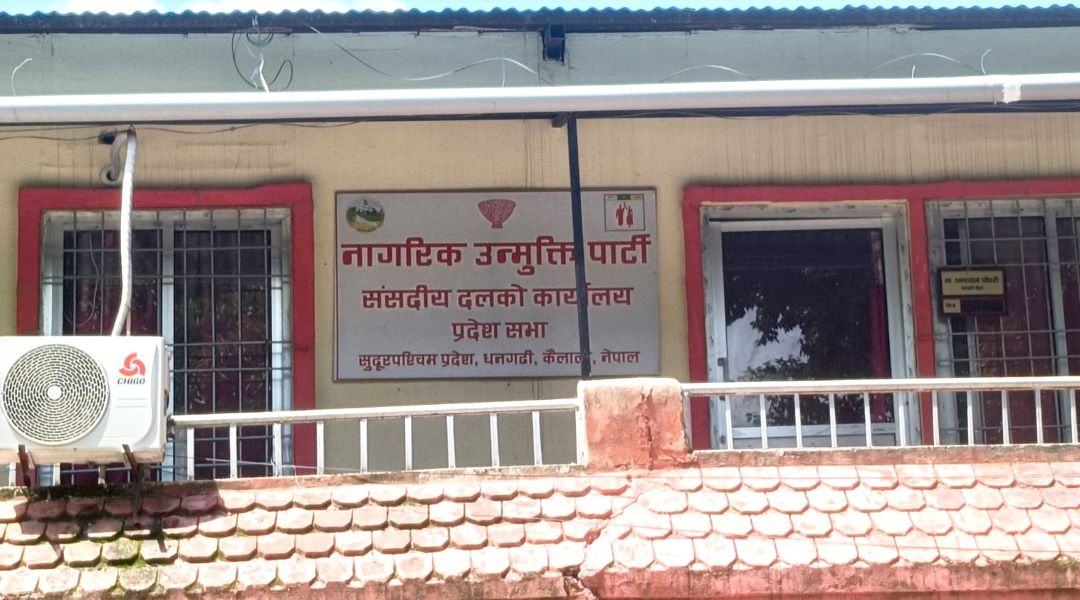 नागरिक उन्मुक्ति पार्टी
संसदीय दलको कार्यालय
प्रदेश सभा
सुदूरपश्चिम प्रदेश, धनगढी, कैलाली, नेपाल
CHIGO